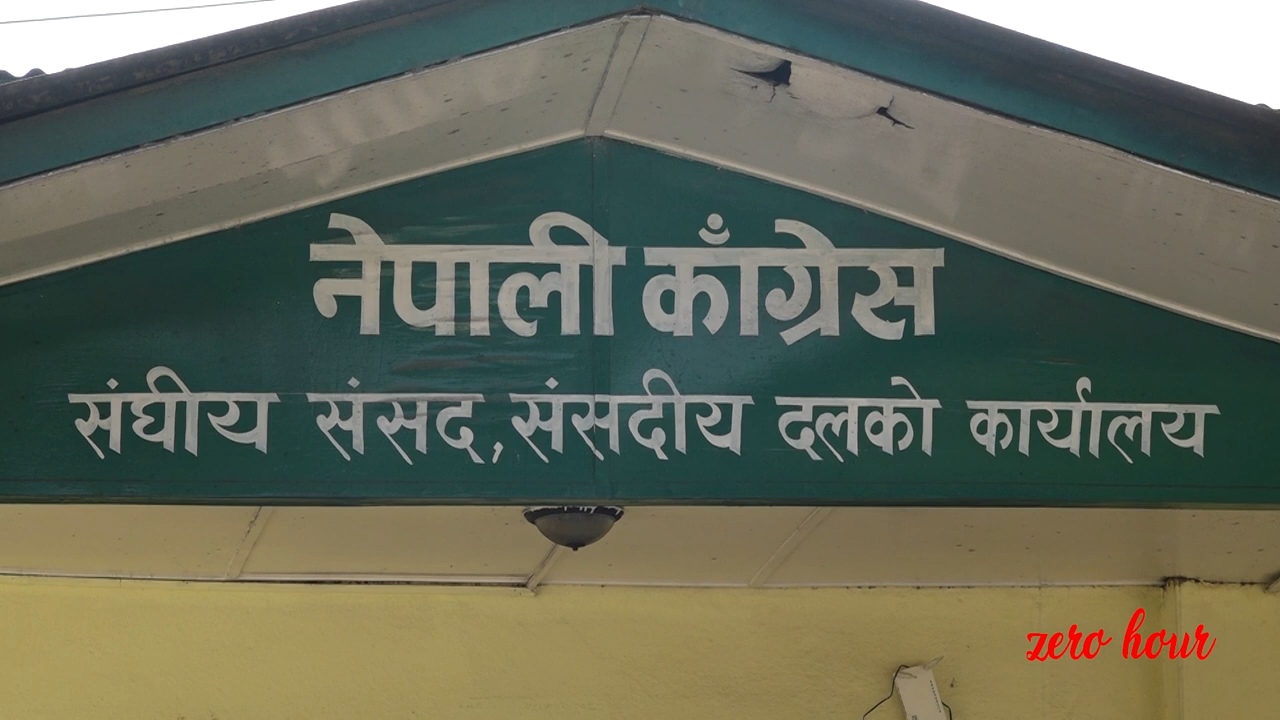 नेपाली काँग्रेस
संघीय संसद, संसदीय दलको कार्यालय
zero hour